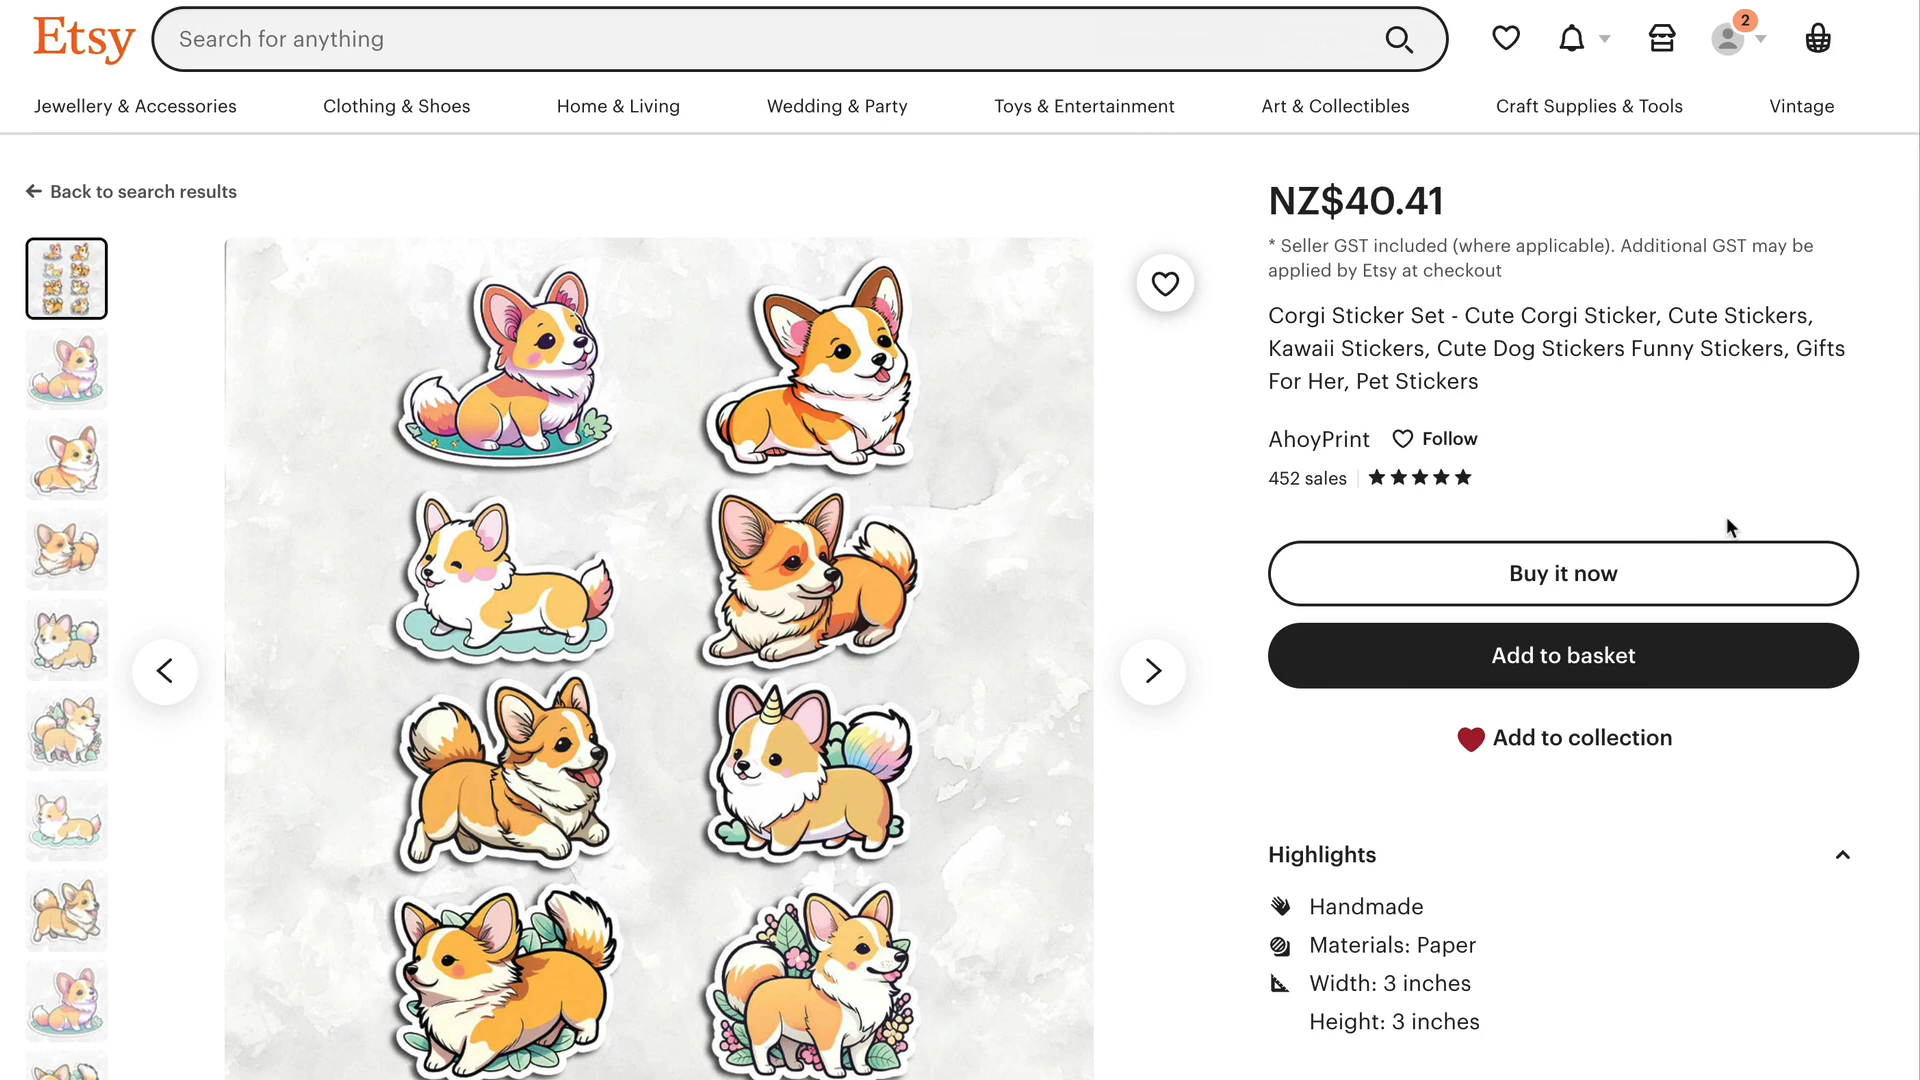 Etsy
Search for anything
2
Jewellery & Accessories
Clothing & Shoes
Home & Living
Wedding & Party
Toys & Entertainment
Art & Collectibles
Craft Supplies & Tools
Vintage
Back to search results
NZ$40.41
* Seller GST included (where applicable). Additional GST may be
applied by Etsy at checkout
Corgi Sticker Set - Cute Corgi Sticker, Cute Stickers,
Kawaii Stickers, Cute Dog Stickers Funny Stickers, Gifts
For Her, Pet Stickers
AhoyPrint Follow
452 sales
Buy it now
Add to basket
Add to collection
Highlights
Handmade
Materials: Paper
Width: 3 inches
Height: 3 inches